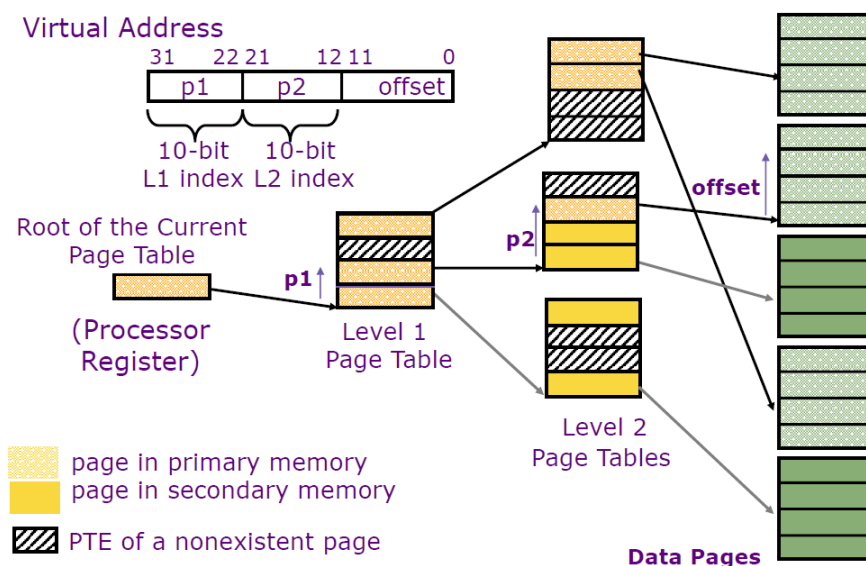 Virtual Address
31 22 21 12 11 0
p1 p2 offset
10-bit 10-bit
L1 index L2 index
Root of the Current
Page Table
(Processor
Register)
p1
Level 1
Page Table
p2
offset
Level 2
Page Tables
page in primary memory
page in secondary memory
PTE of a nonexistent page
Data Pages